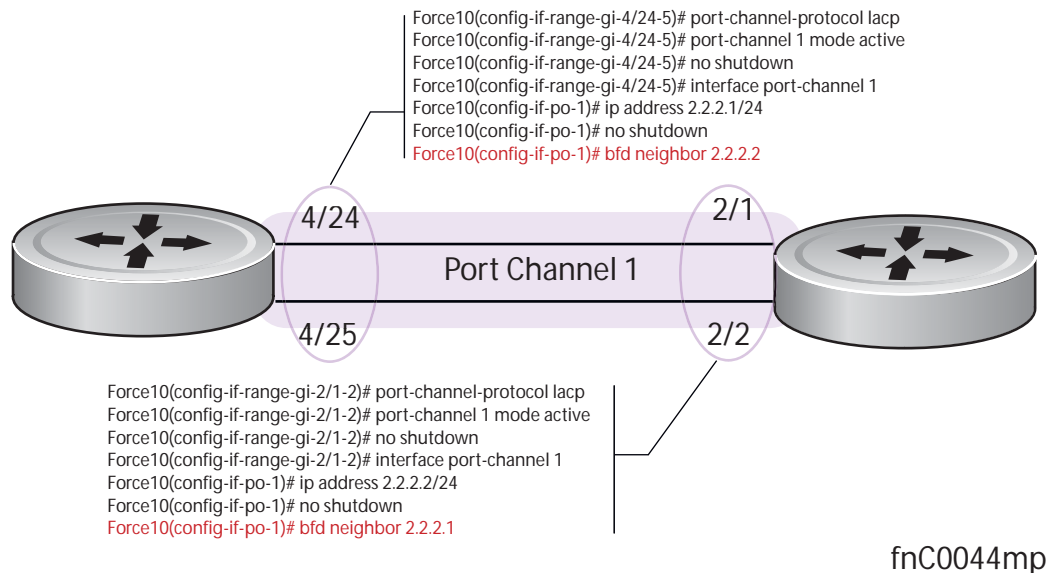 Force10(config-if-range-gi-4/24-5)# port-channel-protocol lacp
Force10(config-if-range-gi-4/24-5)# port-channel 1 mode active
Force10(config-if-range-gi-4/24-5)# no shutdown
Force10(config-if-range-gi-4/24-5)# interface port-channel 1
Force10(config-if-po-1)# ip address 2.2.2.1/24
Force10(config-if-po-1)# no shutdown
Force10(config-if-po-1)# bfd neighbor 2.2.2.2
4/24
2/1
Port Channel 1
4/25
2/2
Force10(config-if-range-gi-2/1-2)# port-channel-protocol lacp
Force10(config-if-range-gi-2/1-2)# port-channel 1 mode active
Force10(config-if-range-gi-2/1-2)# no shutdown
Force10(config-if-range-gi-2/1-2)# interface port-channel 1
Force10(config-if-po-1)# ip address 2.2.2.2/24
Force10(config-if-po-1)# no shutdown
Force10(config-if-po-1)# bfd neighbor 2.2.2.1
fnC0044mp